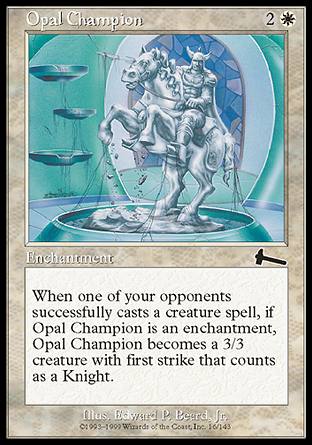 Opal Champion 2
Enchantment
When one of your opponents
successfully casts a creature spell, if
Opal Champion is an enchantment,
Opal Champion becomes a 3/3
creature with first strike that counts
as a Knight.
Illus. Edward P. Beard, Jr.
©1993-1999 Wizards of the Coast, Inc. 16/143